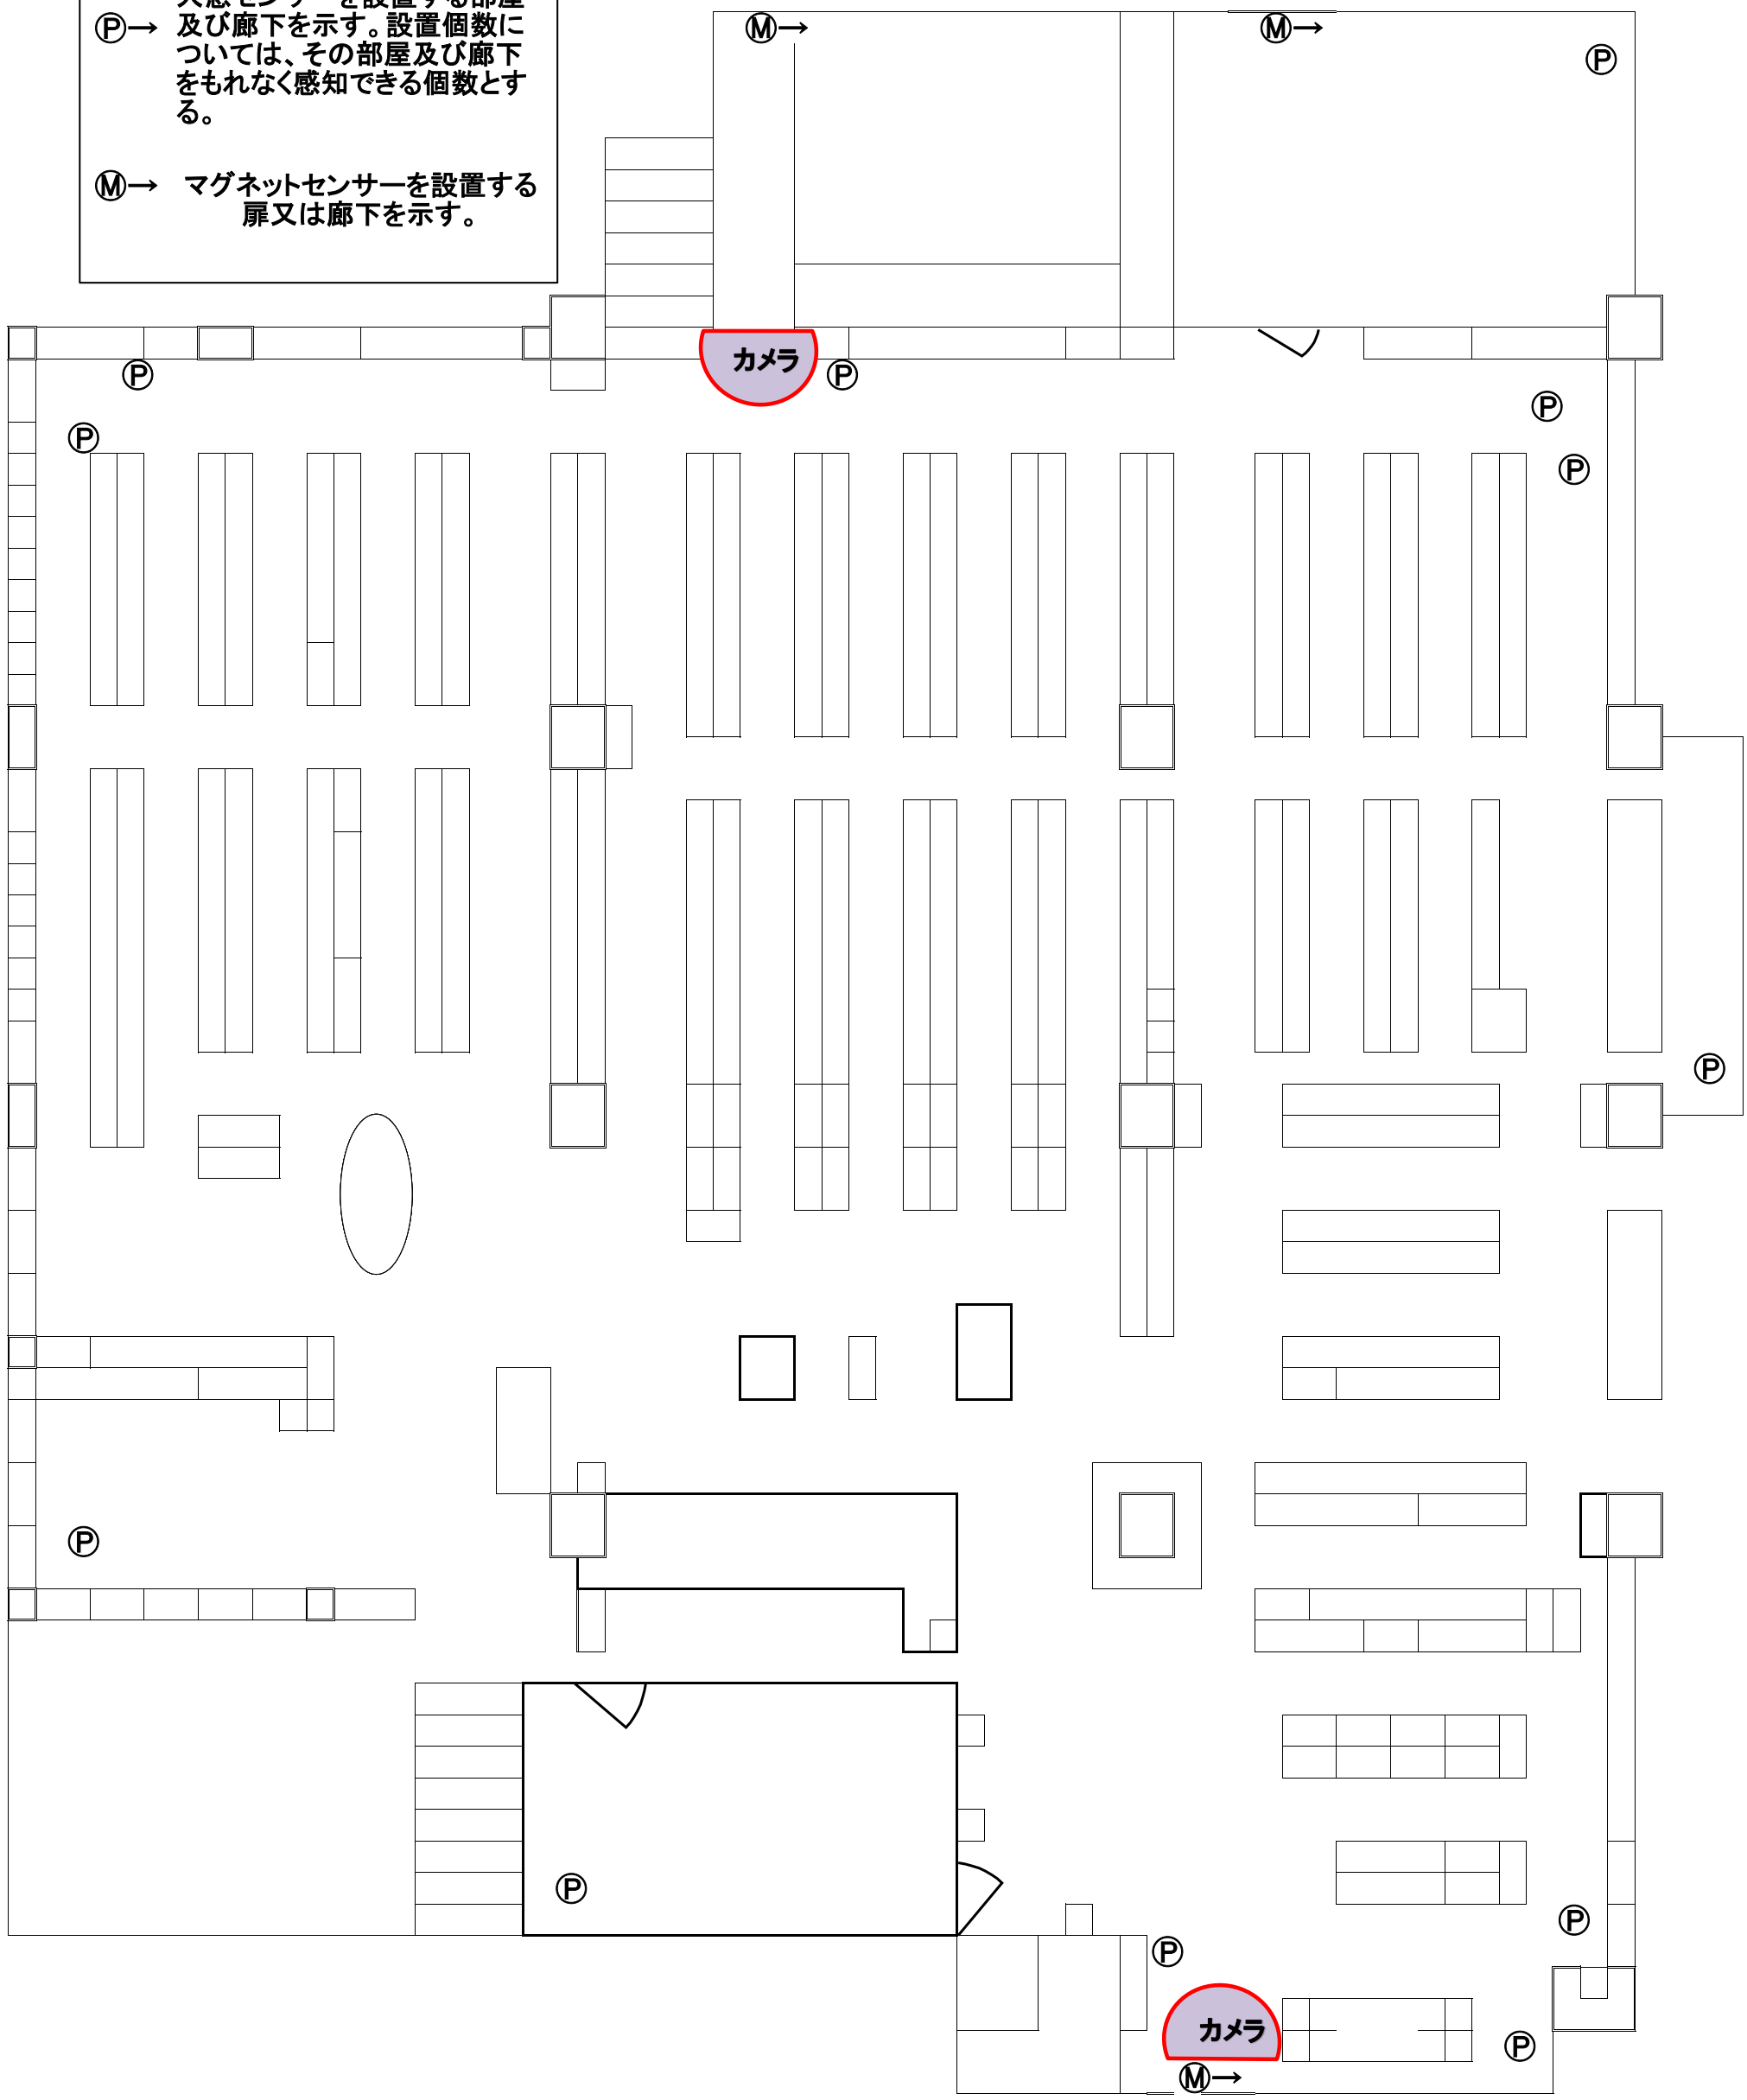 Ⓟ→ 及び廊下を示す。設置個数に
ついては、その部屋及び廊下
をもれなく感知できる個数とす
る。
Ⓜ→ マグネットセンサーを設置する
扉又は廊下を示す。
Ⓜ→
Ⓜ→
Ⓟ
カメラ
Ⓟ
Ⓟ
Ⓟ
Ⓟ
Ⓟ
Ⓟ
Ⓟ
Ⓟ
Ⓟ
Ⓟ
カメラ
Ⓟ
Ⓜ→